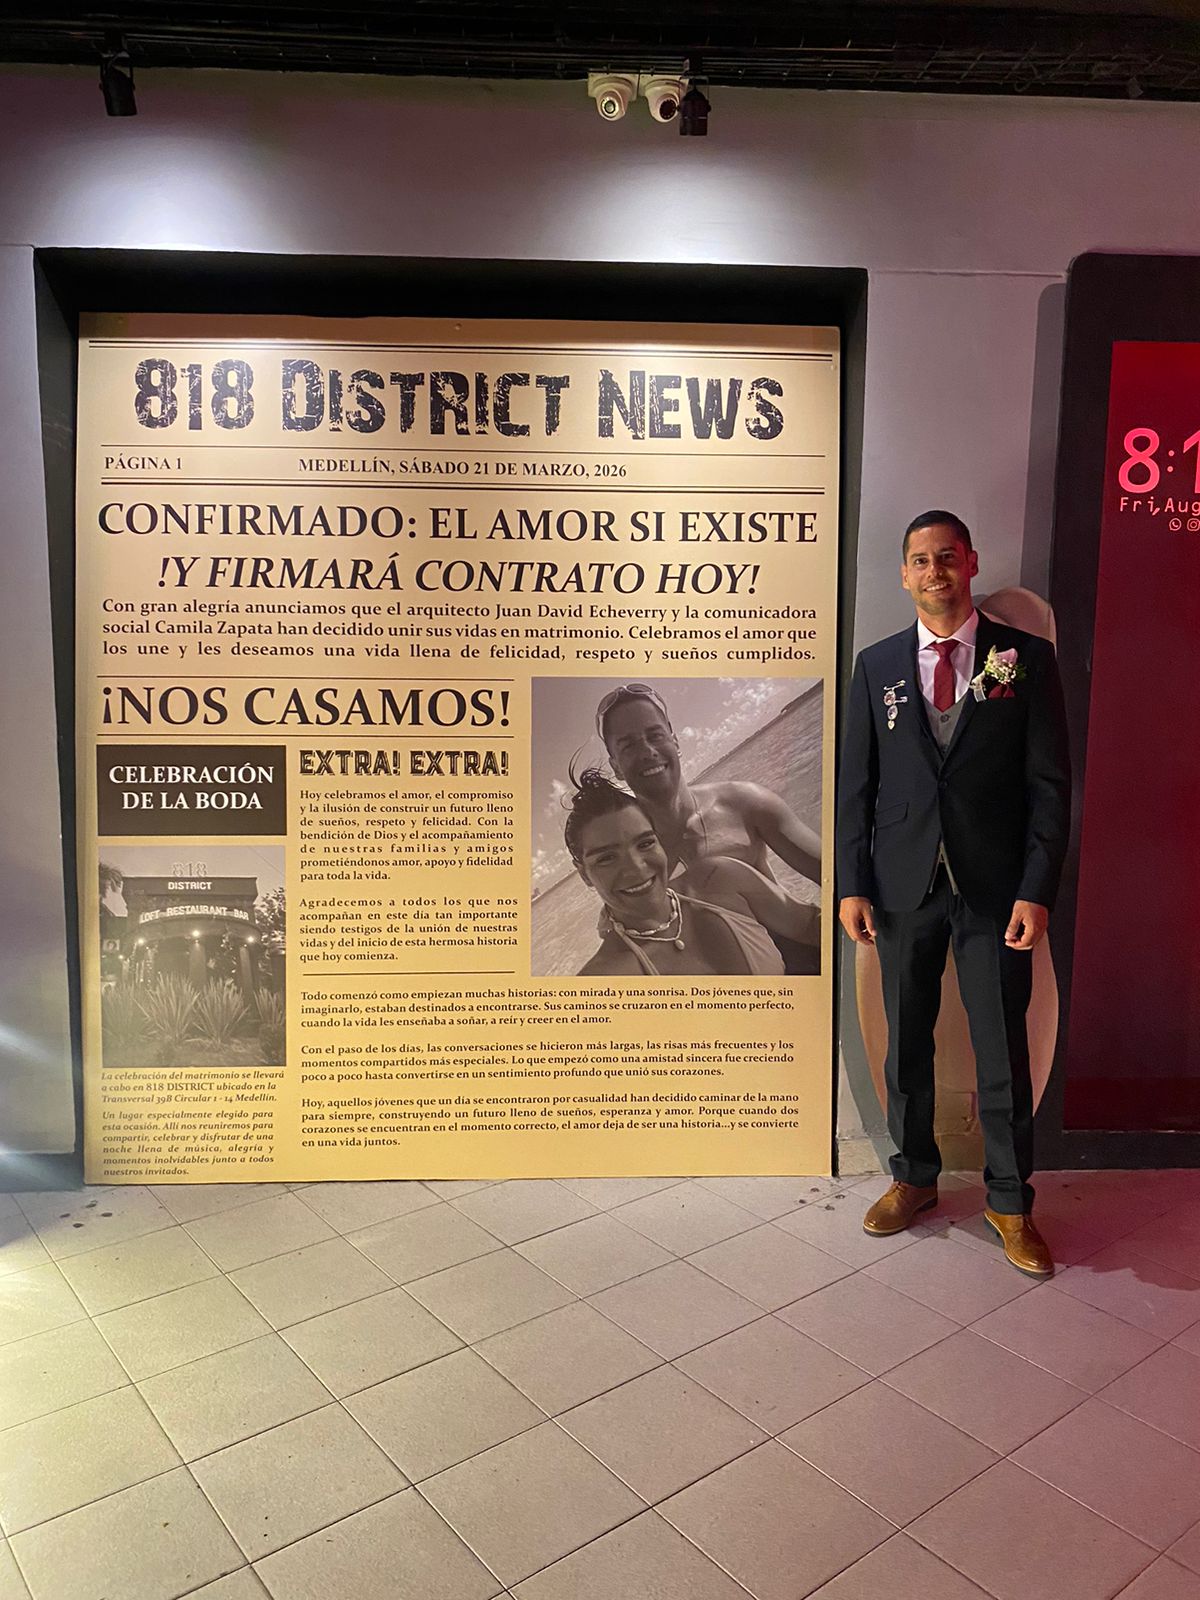 818 DISTRICT NEWS
PÁGINA 1
MEDELLÍN, SÁBADO 21 DE MARZO, 2026
CONFIRMADO: EL AMOR SI EXISTE
!Y FIRMARÁ CONTRATO HOY!
Con gran alegría anunciamos que el arquitecto Juan David Echeverry y la comunicadora
social Camila Zapata han decidido unir sus vidas en matrimonio. Celebramos el amor que
los une y les deseamos una vida llena de felicidad, respeto y sueños cumplidos.
¡NOS CASAMOS!
CELEBRACIÓN
DE LA BODA
818
DISTRICT
LOFT RESTAURANT BAR
La celebración del matrimonio se llevará
a cabo en 818 DISTRICT ubicado en la
Transversal 39B Circular 1 - 14 Medellín.
Un lugar especialmente elegido para
esta ocasión. Allí nos reuniremos para
compartir, celebrar y disfrutar de una
noche llena de música, alegría y
momentos inolvidables junto a todos
nuestros invitados.
EXTRA! EXTRA!
Hoy celebramos el amor, el compromiso
y la ilusión de construir un futuro lleno
de sueños, respeto y felicidad. Con la
bendición de Dios y el acompañamiento
de nuestras familias y amigos
prometiéndonos amor, apoyo y fidelidad
para toda la vida.
Agradecemos a todos los que nos
acompañan en este día tan importante
siendo testigos de la unión de nuestras
vidas y del inicio de esta hermosa historia
que hoy comienza.
Todo comenzó como empiezan muchas historias: con mirada y una sonrisa. Dos jóvenes que, sin
imaginarlo, estaban destinados a encontrarse. Sus caminos se cruzaron en el momento perfecto,
cuando la vida les enseñaba a soñar, a reír y creer en el amor.
Con el paso de los días, las conversaciones se hicieron más largas, las risas más frecuentes y los
momentos compartidos más especiales. Lo que empezó como una amistad sincera fue creciendo
poco a poco hasta convertirse en un sentimiento profundo que unió sus corazones.
Hoy, aquellos jóvenes que un día se encontraron por casualidad han decidido caminar de la mano
para siempre, construyendo un futuro lleno de sueños, esperanza y amor. Porque cuando dos
corazones se encuentran en el momento correcto, el amor deja de ser una historia...y se convierte
en una vida juntos.
8:1
Fri, Aug